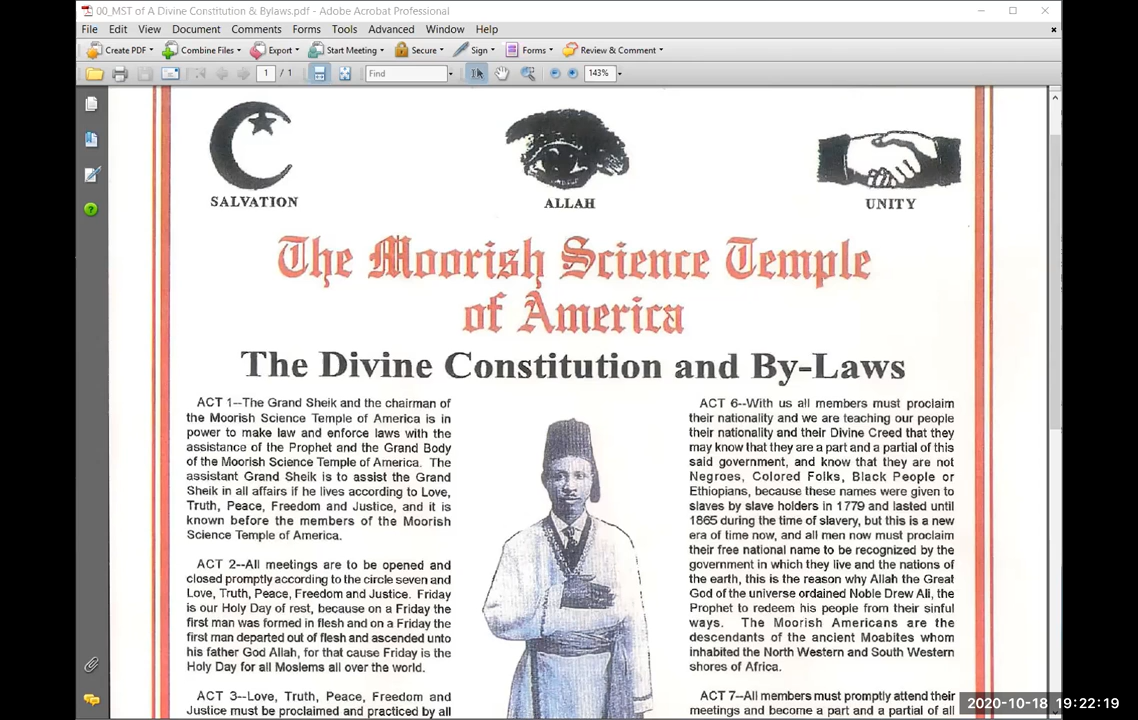 00_MST of A Divine Constitution & Bylaws.pdf - Adobe Acrobat Professional
File Edit View Document Comments Forms Tools Advanced Window Help
Create PDF Combine Files Export Start Meeting Secure Sign Forms Review & Comment
1 / 1 Find 143%
SALVATION
ALLAH
UNITY
The Moorish Science Temple
of America
The Divine Constitution and By-Laws
ACT 1--The Grand Sheik and the chairman of
the Moorish Science Temple of America is in
power to make law and enforce laws with the
assistance of the Prophet and the Grand Body
of the Moorish Science Temple of America. The
assistant Grand Sheik is to assist the Grand
Sheik in all affairs if he lives according to Love,
Truth, Peace, Freedom and Justice, and it is
known before the members of the Moorish
Science Temple of America.
ACT 2--All meetings are to be opened and
closed promptly according to the circle seven and
Love, Truth, Peace, Freedom and Justice. Friday
is our Holy Day of rest, because on a Friday the
first man was formed in flesh and on a Friday the
first man departed out of flesh and ascended unto
his father God Allah, for that cause Friday is the
Holy Day for all Moslems all over the world.
ACT 3--Love, Truth, Peace, Freedom and
Justice must be proclaimed and practiced by all
ACT 6--With us all members must proclaim
their nationality and we are teaching our people
their nationality and their Divine Creed that they
may know that they are a part and a partial of this
said government, and know that they are not
Negroes, Colored Folks, Black People or
Ethiopians, because these names were given to
slaves by slave holders in 1779 and lasted until
1865 during the time of slavery, but this is a new
era of time now, and all men now must proclaim
their free national name to be recognized by the
government in which they live and the nations of
the earth, this is the reason why Allah the Great
God of the universe ordained Noble Drew Ali, the
Prophet to redeem his people from their sinful
ways. The Moorish Americans are the
descendants of the ancient Moabites whom
inhabited the North Western and South Western
shores of Africa.
ACT 7--All members must promptly attend their
meetings and become a part and a partial of all
2020-10-18 19:22:19